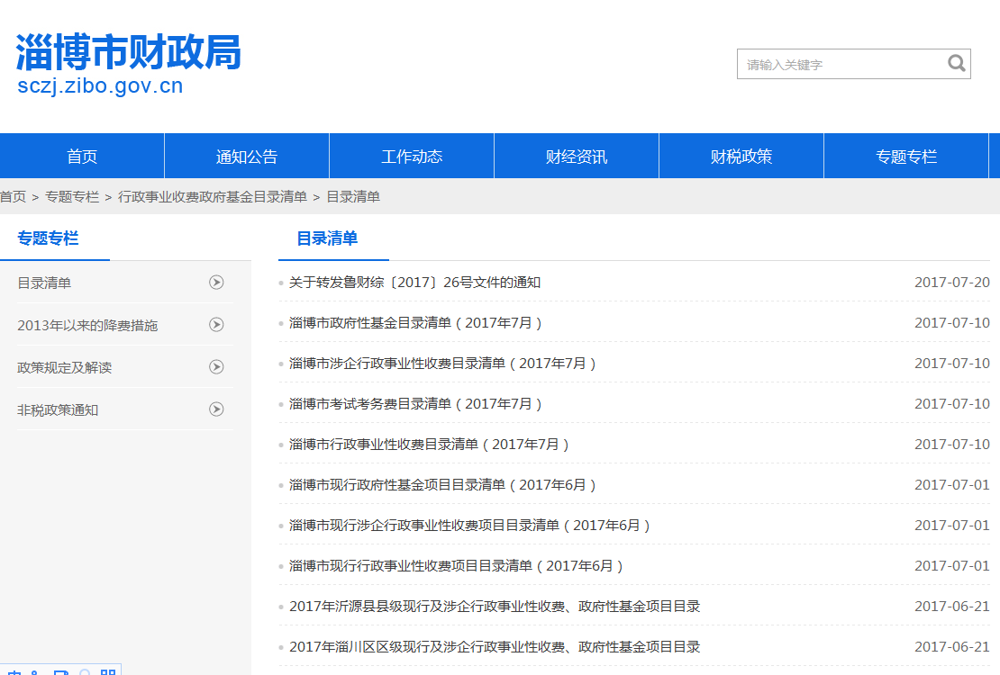 淄博市财政局
sczj.zibo.gov.cn
请输入关键字
首页 通知公告 工作动态 财经资讯 财税政策 专题专栏
首页 > 专题专栏 > 行政事业收费政府基金目录清单 > 目录清单
专题专栏
目录清单
2013年以来的降费措施
政策规定及解读
非税政策通知
目录清单
关于转发鲁财综〔2017〕26号文件的通知 2017-07-20
淄博市政府性基金目录清单（2017年7月） 2017-07-10
淄博市涉企行政事业性收费目录清单（2017年7月） 2017-07-10
淄博市考试考务费目录清单（2017年7月） 2017-07-10
淄博市行政事业性收费目录清单（2017年7月） 2017-07-10
淄博市现行政府性基金项目目录清单（2017年6月） 2017-07-01
淄博市现行涉企行政事业性收费项目目录清单（2017年6月） 2017-07-01
淄博市现行行政事业性收费项目目录清单（2017年6月） 2017-07-01
2017年沂源县县级现行及涉企行政事业性收费、政府性基金项目目录 2017-06-21
2017年淄川区区级现行及涉企行政事业性收费、政府性基金项目目录 2017-06-21